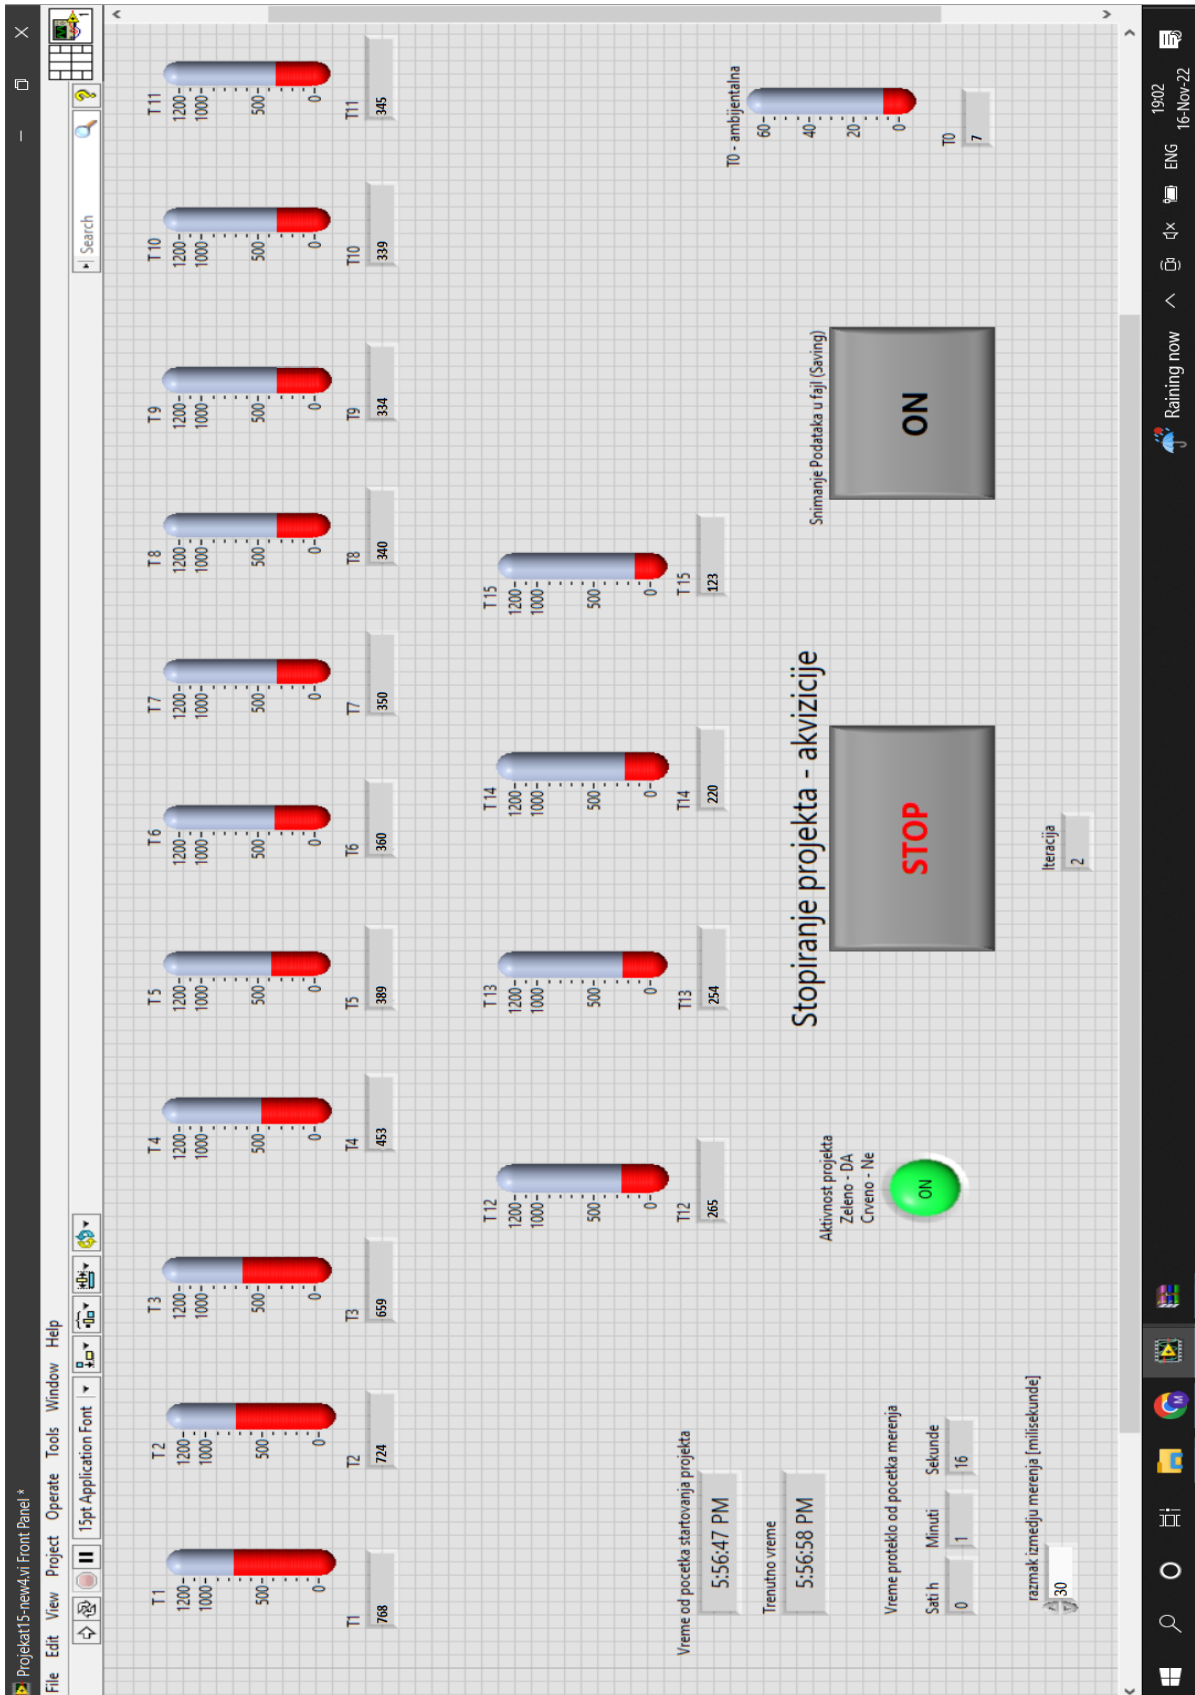 Projekat15-new4.vi Front Panel *
File Edit View Project Operate Tools Window Help
15pt Application Font
Search
1
T1 T2 T3 T4 T5 T6 T7 T8 T9 T10 T11
1200 1200 1200 1200 1200 1200 1200 1200 1200 1200 1200
1000 1000 1000 1000 1000 1000 1000 1000 1000 1000 1000
500 500 500 500 500 500 500 500 500 500 500
0 0 0 0 0 0 0 0 0 0 0
T1 T2 T3 T4 T5 T6 T7 T8 T9 T10 T11
768 724 659 453 389 360 350 340 334 339 345
T12 T13 T14 T15
1200 1200 1200 1200
1000 1000 1000 1000
500 500 500 500
0 0 0 0
T12 T13 T14 T15
265 254 220 123
T0 - ambijentalna
60
40
20
0
T0
7
Vreme od pocetka startovanja projekta
5:56:47 PM
Trenutno vreme
5:56:58 PM
Vreme proteklo od pocetka merenja
Sati h Minuti Sekunde
0 1 16
razmak izmedju merenja [milisekunde]
30
Aktivnost projekta
Zeleno - DA
Crveno - Ne
ON
Stopiranje projekta - akvizicije
STOP
Iteracija
2
Snimanje Podataka u fajl (Saving)
ON
Raining now
ENG
19:02
16-Nov-22
M